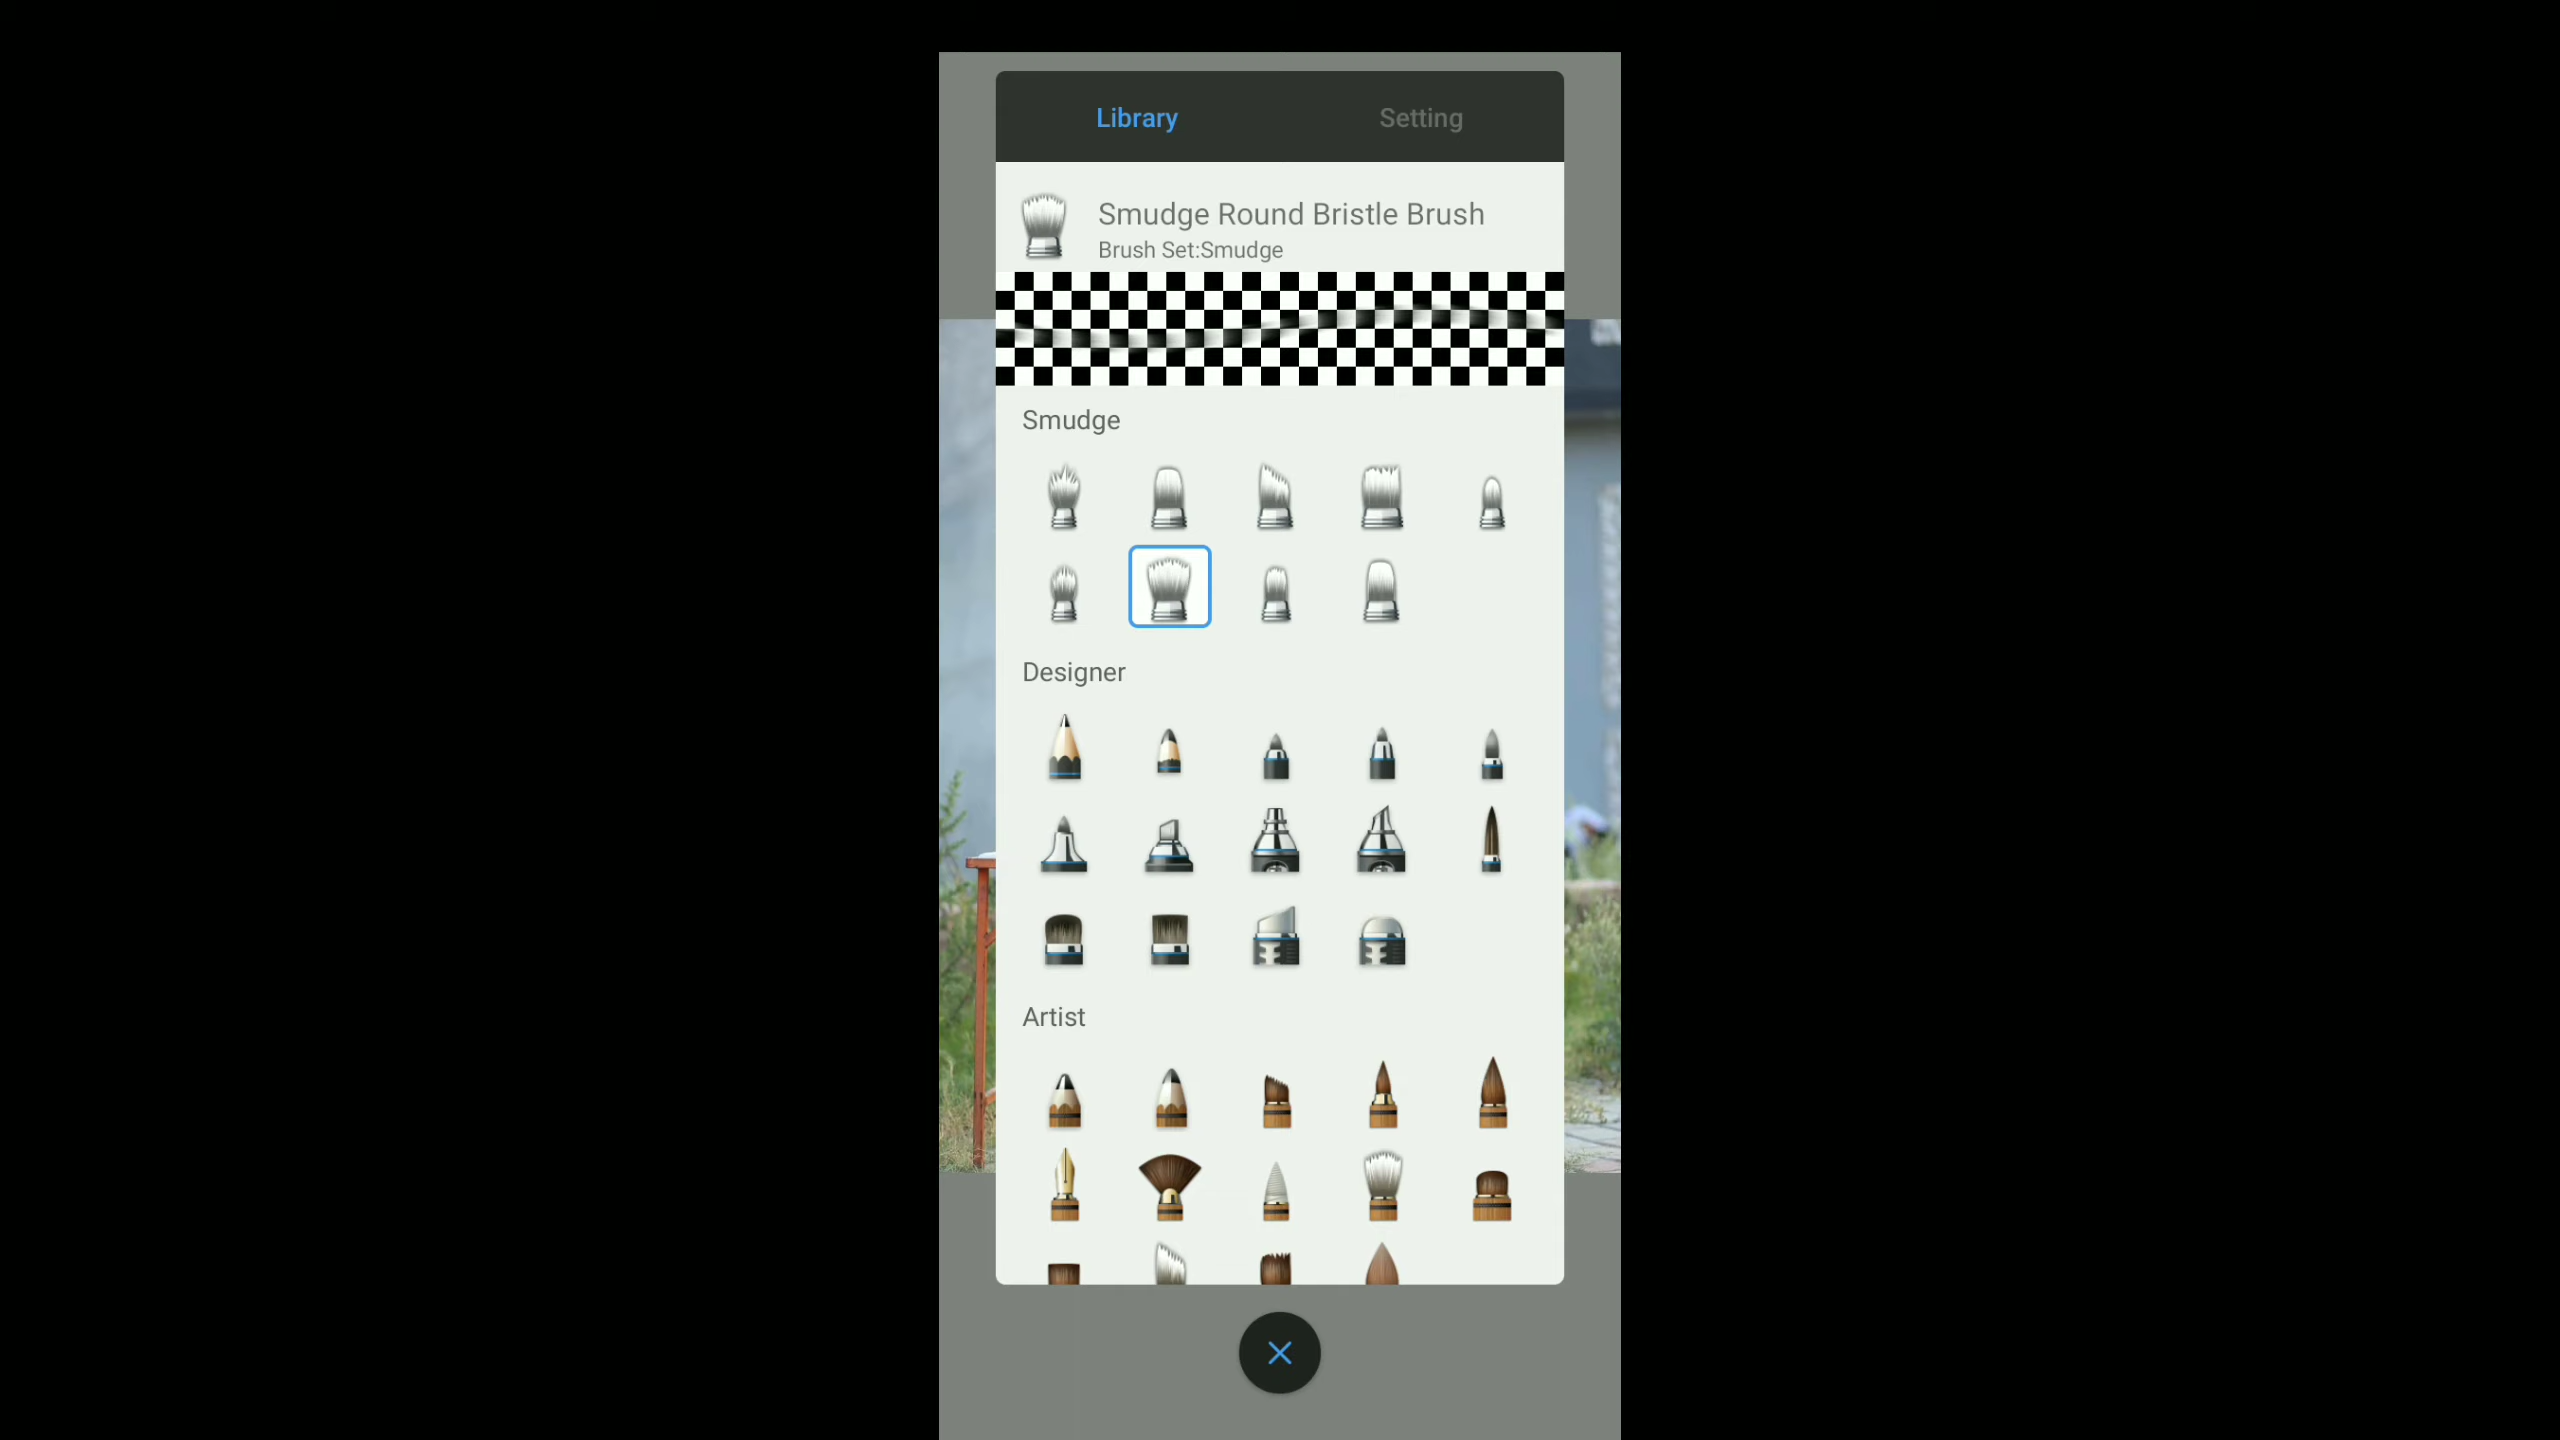 Library
Setting
Smudge Round Bristle Brush
Brush Set:Smudge
Smudge
Designer
Artist